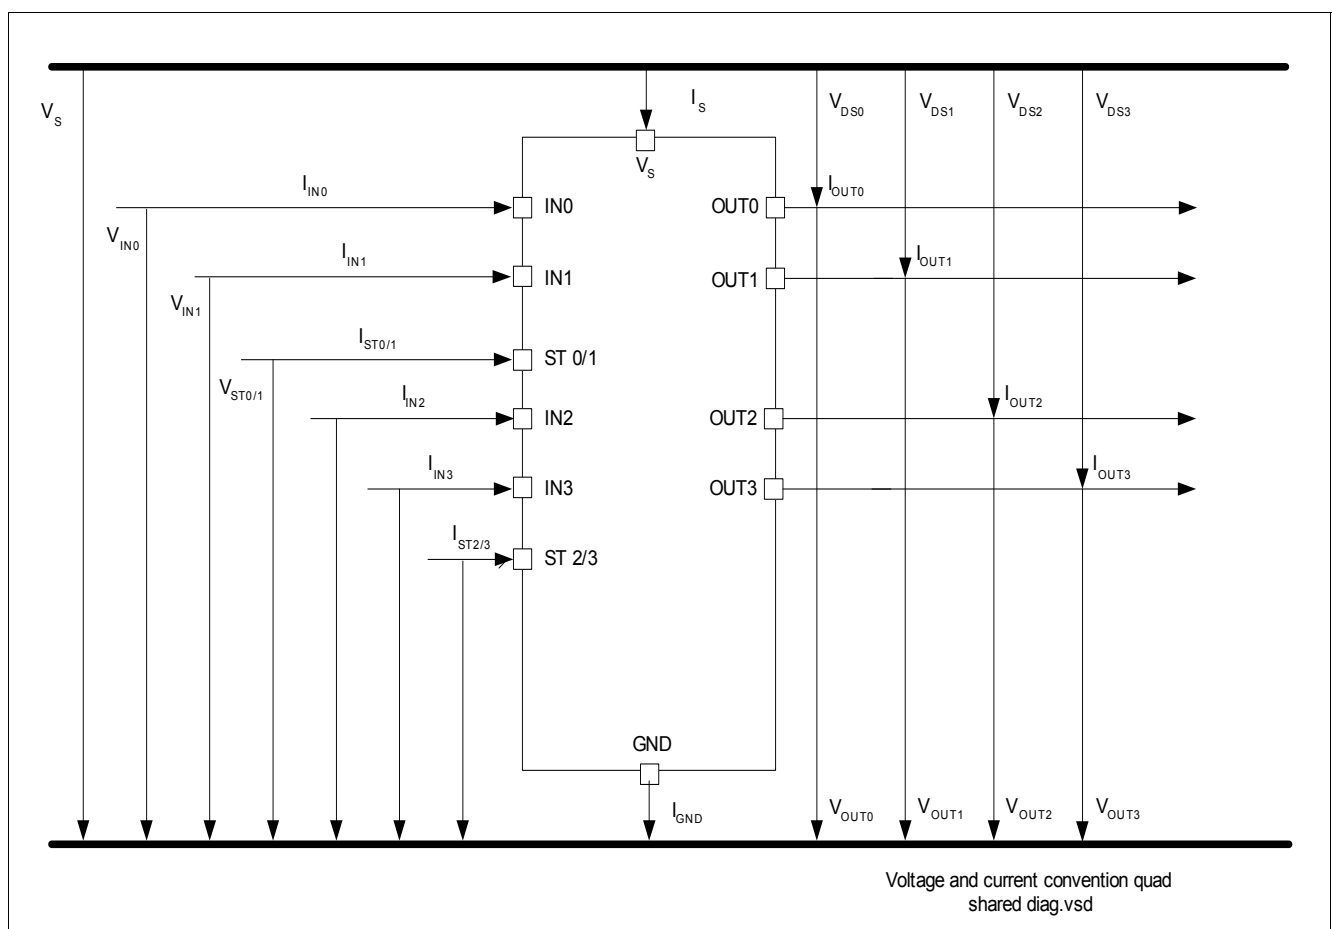 V_S
I_S
V_DS0
V_DS1
V_DS2
V_DS3
V_S
I_IN0
IN0
OUT0
I_OUT0
V_IN0
I_IN1
IN1
OUT1
I_OUT1
V_IN1
I_ST0/1
ST 0/1
V_ST0/1
I_IN2
IN2
OUT2
I_OUT2
I_IN3
IN3
OUT3
I_OUT3
I_ST2/3
ST 2/3
GND
I_GND
V_OUT0
V_OUT1
V_OUT2
V_OUT3
Voltage and current convention quad
shared diag.vsd